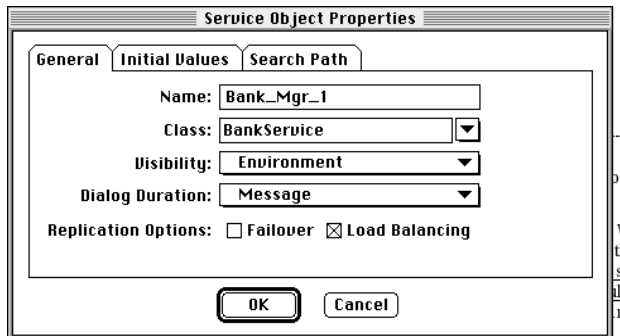 Service Object Properties
General Initial Values Search Path
Name: Bank_Mgr_1
Class: BankService
Visibility: Environment
Dialog Duration: Message
Replication Options: Failover Load Balancing
OK Cancel